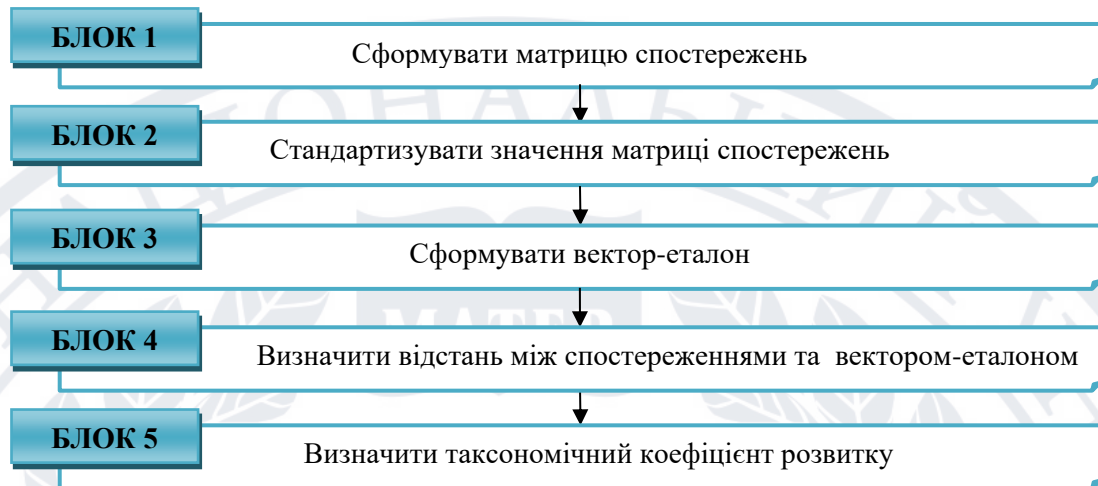 БЛОК 1
Сформувати матрицю спостережень
БЛОК 2
Стандартизувати значення матриці спостережень
БЛОК 3
Сформувати вектор-еталон
БЛОК 4
Визначити відстань між спостереженнями та вектором-еталоном
БЛОК 5
Визначити таксономічний коефіцієнт розвитку